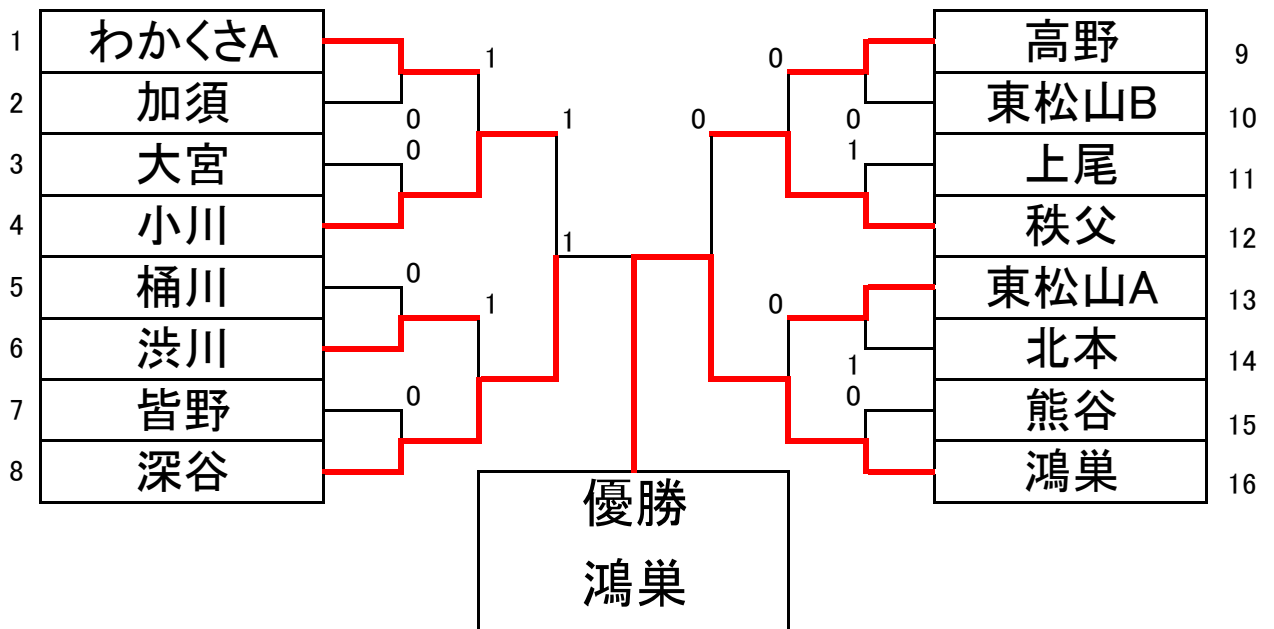 1 わかくさA
2 加須
3 大宮
4 小川
5 桶川
6 渋川
7 皆野
8 深谷
1
0
0
1
0
1
0
1
0
0
0
1
0
1
0
高野 9
東松山B 10
上尾 11
秩父 12
東松山A 13
北本 14
熊谷 15
鴻巣 16
優勝
鴻巣